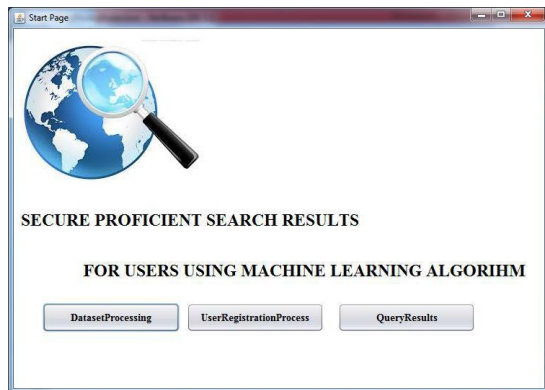 Start Page
SECURE PROFICIENT SEARCH RESULTS
FOR USERS USING MACHINE LEARNING ALGORIHM
DatasetProcessing UserRegistrationProcess QueryResults